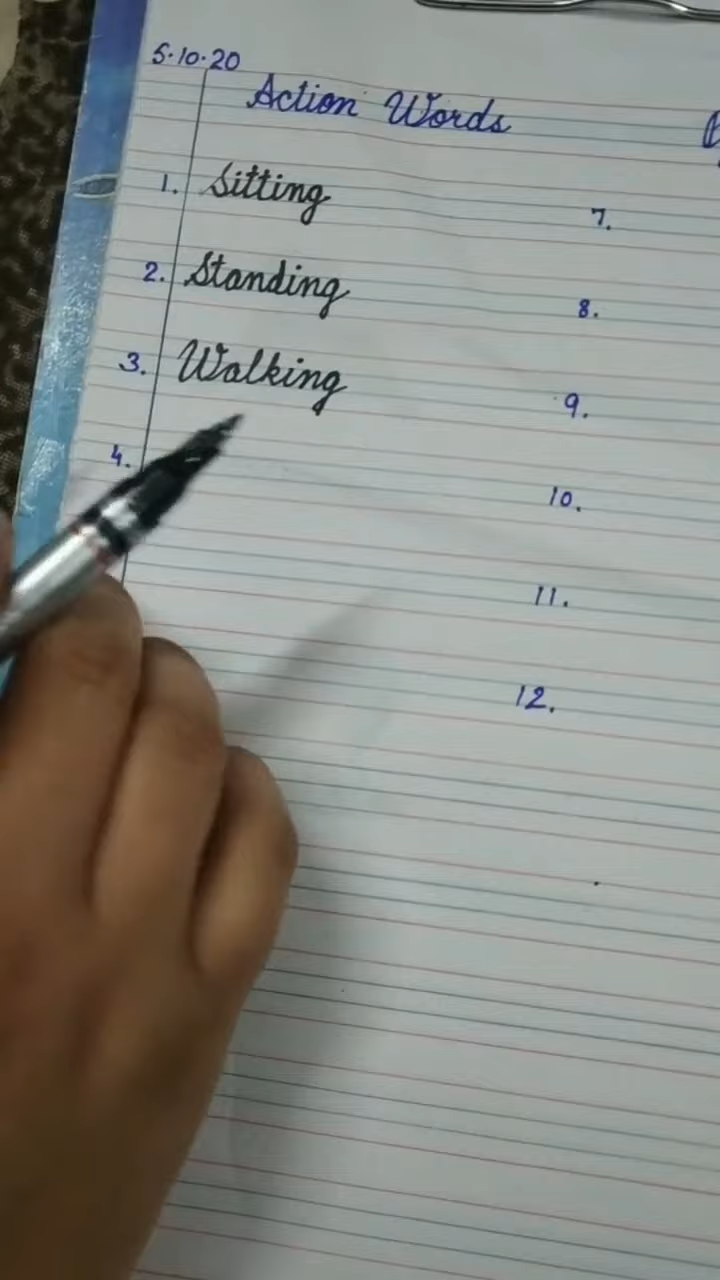 5.10.20
Action Words
1. Sitting
2. Standing
3. Walking
4.
7.
8.
9.
10.
11.
12.